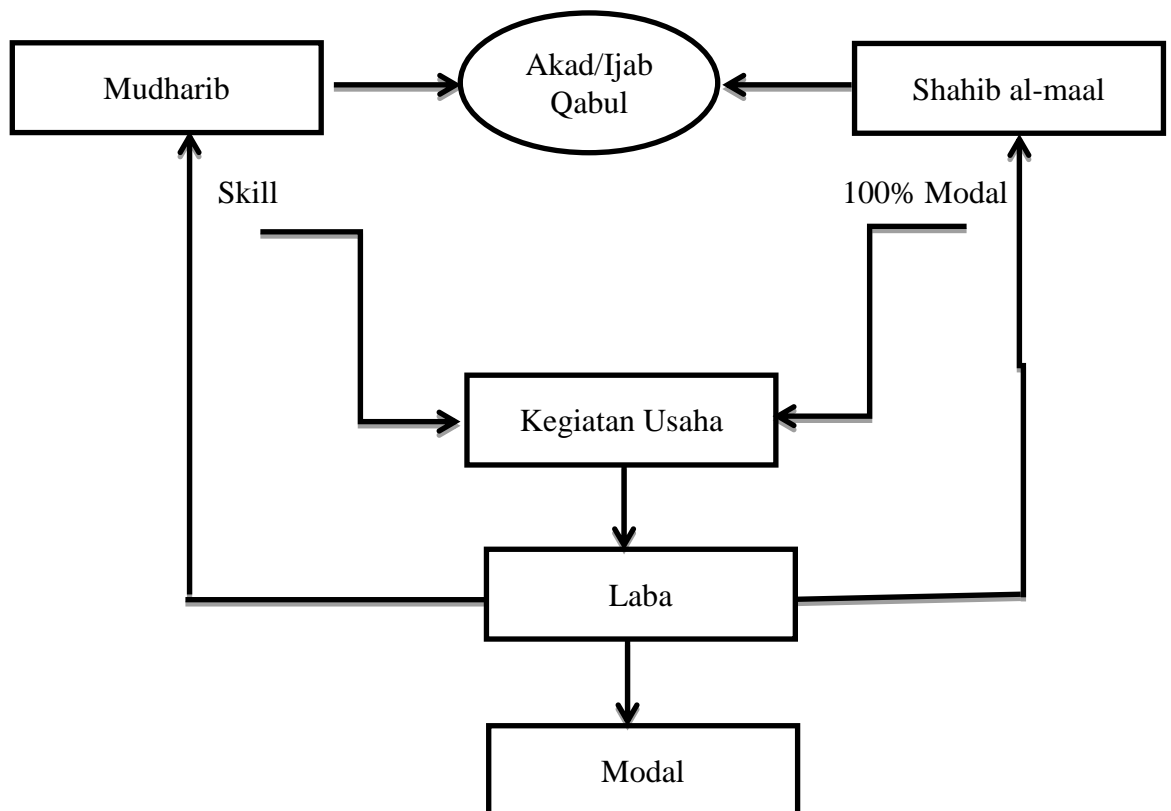 Mudharib
Akad/Ijab
Qabul
Shahib al-maal
Skill
100% Modal
Kegiatan Usaha
Laba
Modal